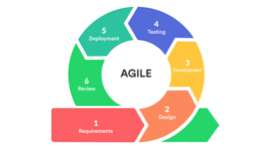 AGILE
1
Requirements
2
Design
3
Development
4
Testing
5
Deployment
6
Review